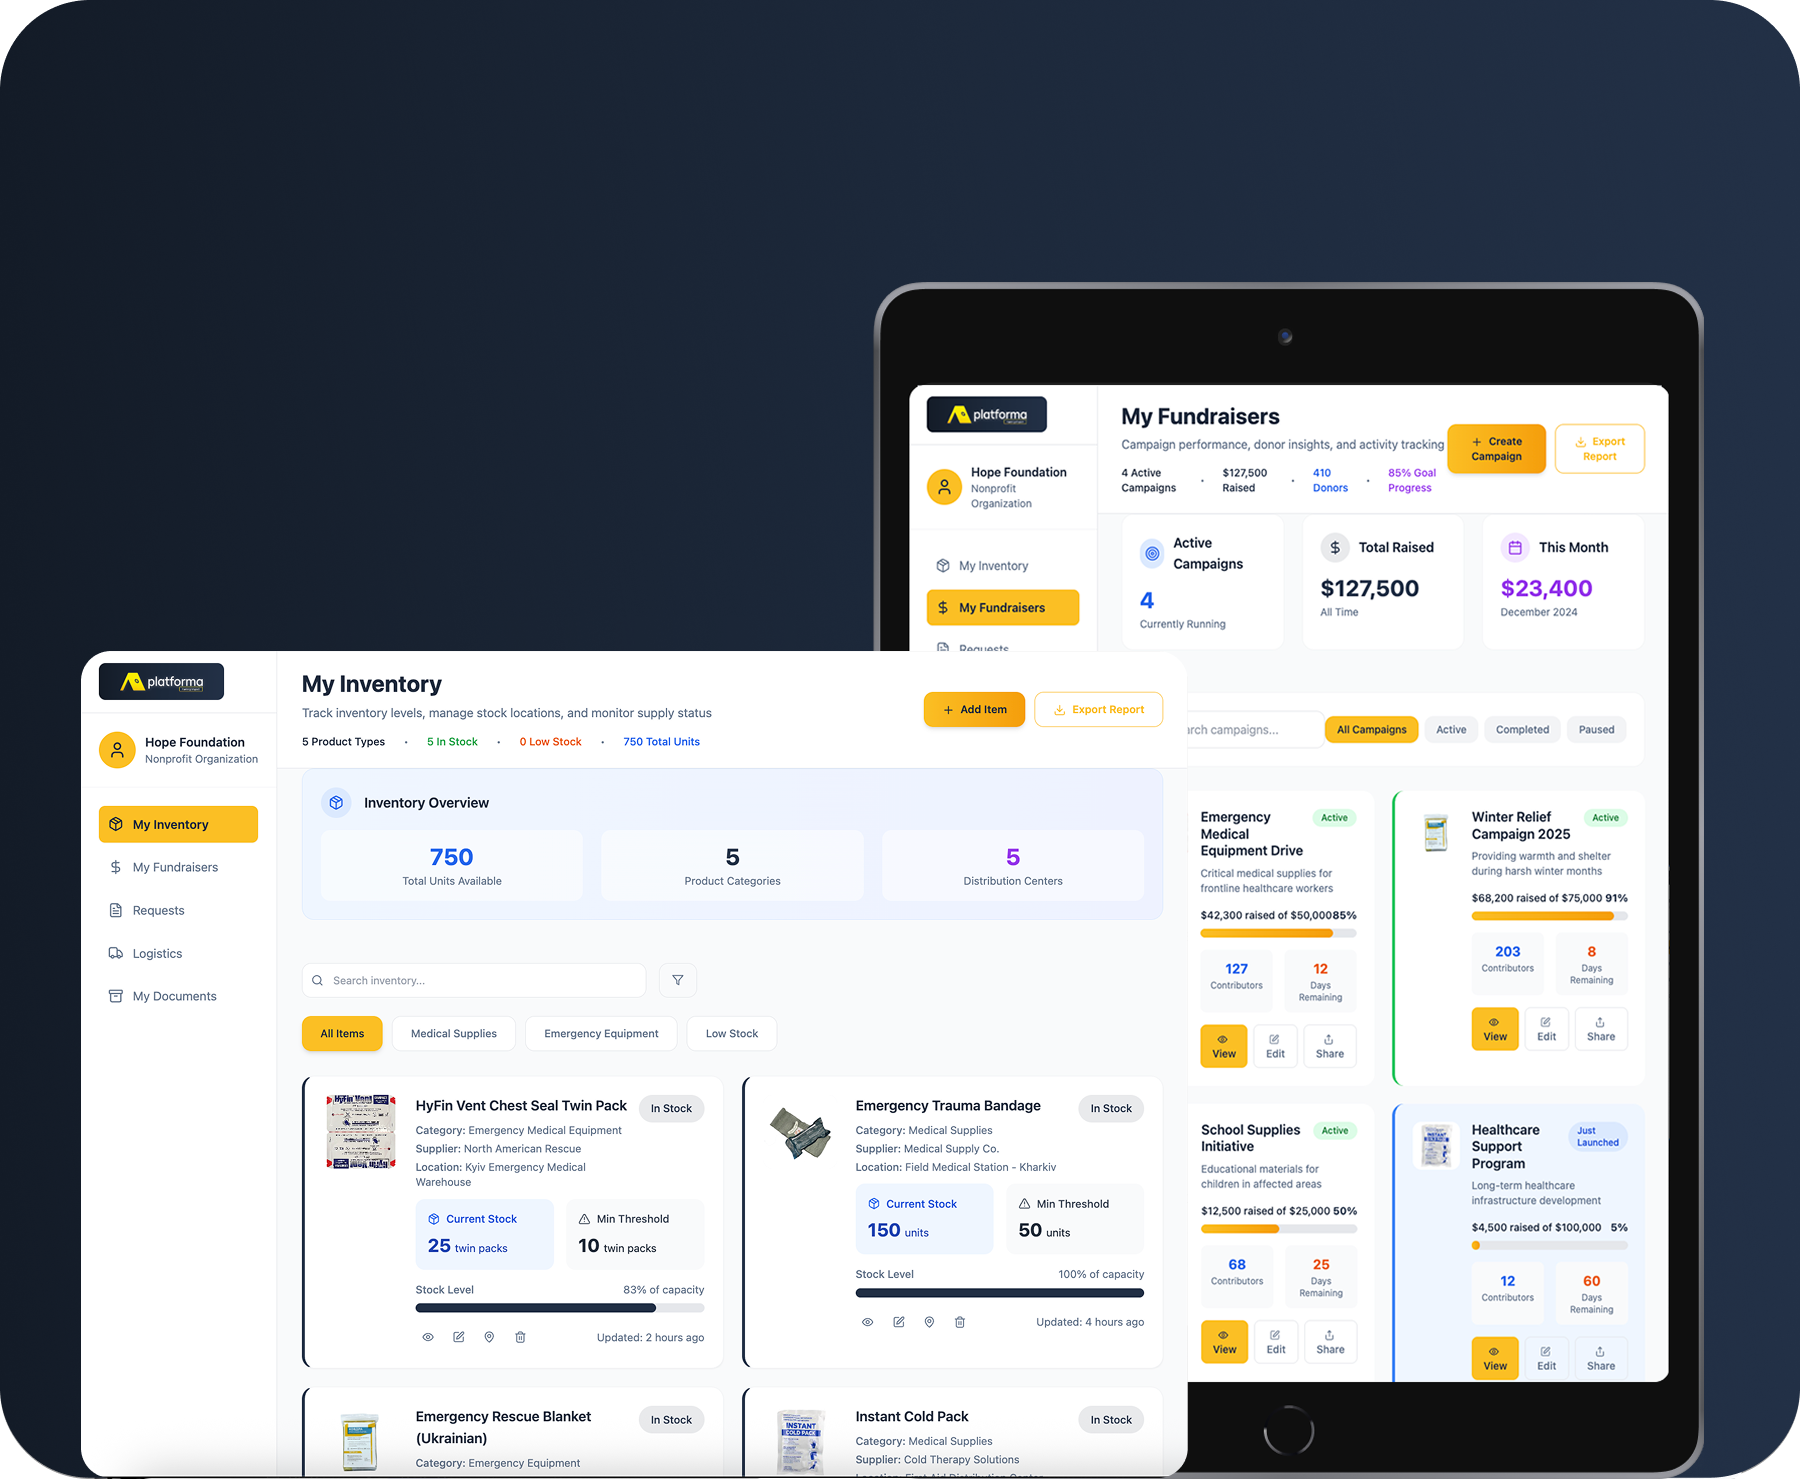 platforma
My Fundraisers
Campaign performance, donor insights, and activity tracking
4 Active Campaigns
•
$127,500 Raised
•
410 Donors
•
85% Goal Progress
Create Campaign
Export Report
Hope Foundation
Nonprofit
Organization
My Inventory
My Fundraisers
Requests
Active
Campaigns
4
Currently Running
Total Raised
$127,500
All Time
This Month
$23,400
December 2024
rch campaigns...
All Campaigns
Active
Completed
Paused
Emergency
Medical
Equipment Drive
Active
Critical medical supplies for
frontline healthcare workers
$42,300 raised of $50,000 85%
127
Contributors
12
Days
Remaining
View
Edit
Share
Winter Relief
Campaign 2025
Active
Providing warmth and shelter
during harsh winter months
$68,200 raised of $75,000 91%
203
Contributors
8
Days
Remaining
View
Edit
Share
School Supplies
Initiative
Active
Educational materials for
children in affected areas
$12,500 raised of $25,000 50%
68
Contributors
25
Days
Remaining
View
Edit
Share
Healthcare
Support
Program
Just
Launched
Long-term healthcare
infrastructure development
$4,500 raised of $100,000 5%
12
Contributors
60
Days
Remaining
View
Edit
Share
platforma
Hope Foundation
Nonprofit Organization
My Inventory
My Fundraisers
Requests
Logistics
My Documents
My Inventory
Track inventory levels, manage stock locations, and monitor supply status
5 Product Types • 5 In Stock • 0 Low Stock • 750 Total Units
Add Item
Export Report
Inventory Overview
750
Total Units Available
5
Product Categories
5
Distribution Centers
Search inventory...
All Items
Medical Supplies
Emergency Equipment
Low Stock
HyFin Vent
HyFin Vent Chest Seal Twin Pack
In Stock
Category: Emergency Medical Equipment
Supplier: North American Rescue
Location: Kyiv Emergency Medical
Warehouse
Current Stock
25 twin packs
Min Threshold
10 twin packs
Stock Level
83% of capacity
Updated: 2 hours ago
Emergency Trauma Bandage
In Stock
Category: Medical Supplies
Supplier: Medical Supply Co.
Location: Field Medical Station - Kharkiv
Current Stock
150 units
Min Threshold
50 units
Stock Level
100% of capacity
Updated: 4 hours ago
Emergency Rescue Blanket
(Ukrainian)
In Stock
Category: Emergency Equipment
INSTANT
COLD PACK
Instant Cold Pack
In Stock
Category: Medical Supplies
Supplier: Cold Therapy Solutions
Location: First Aid Distribution Center